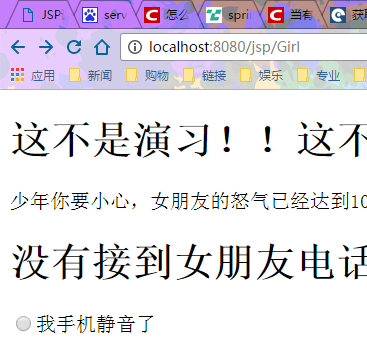 JSP serv 怎么 spri 当前 获取
localhost:8080/jsp/Girl
应用 新闻 购物 链接 娱乐 专业
这不是演习！！这不
少年你要小心，女朋友的怒气已经达到10
没有接到女朋友电话
我手机静音了